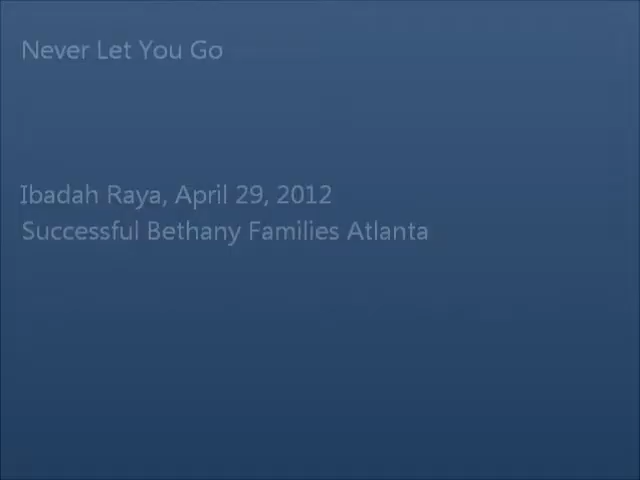 Never Let You Go
Ibadah Raya, April 29, 2012
Successful Bethany Families Atlanta